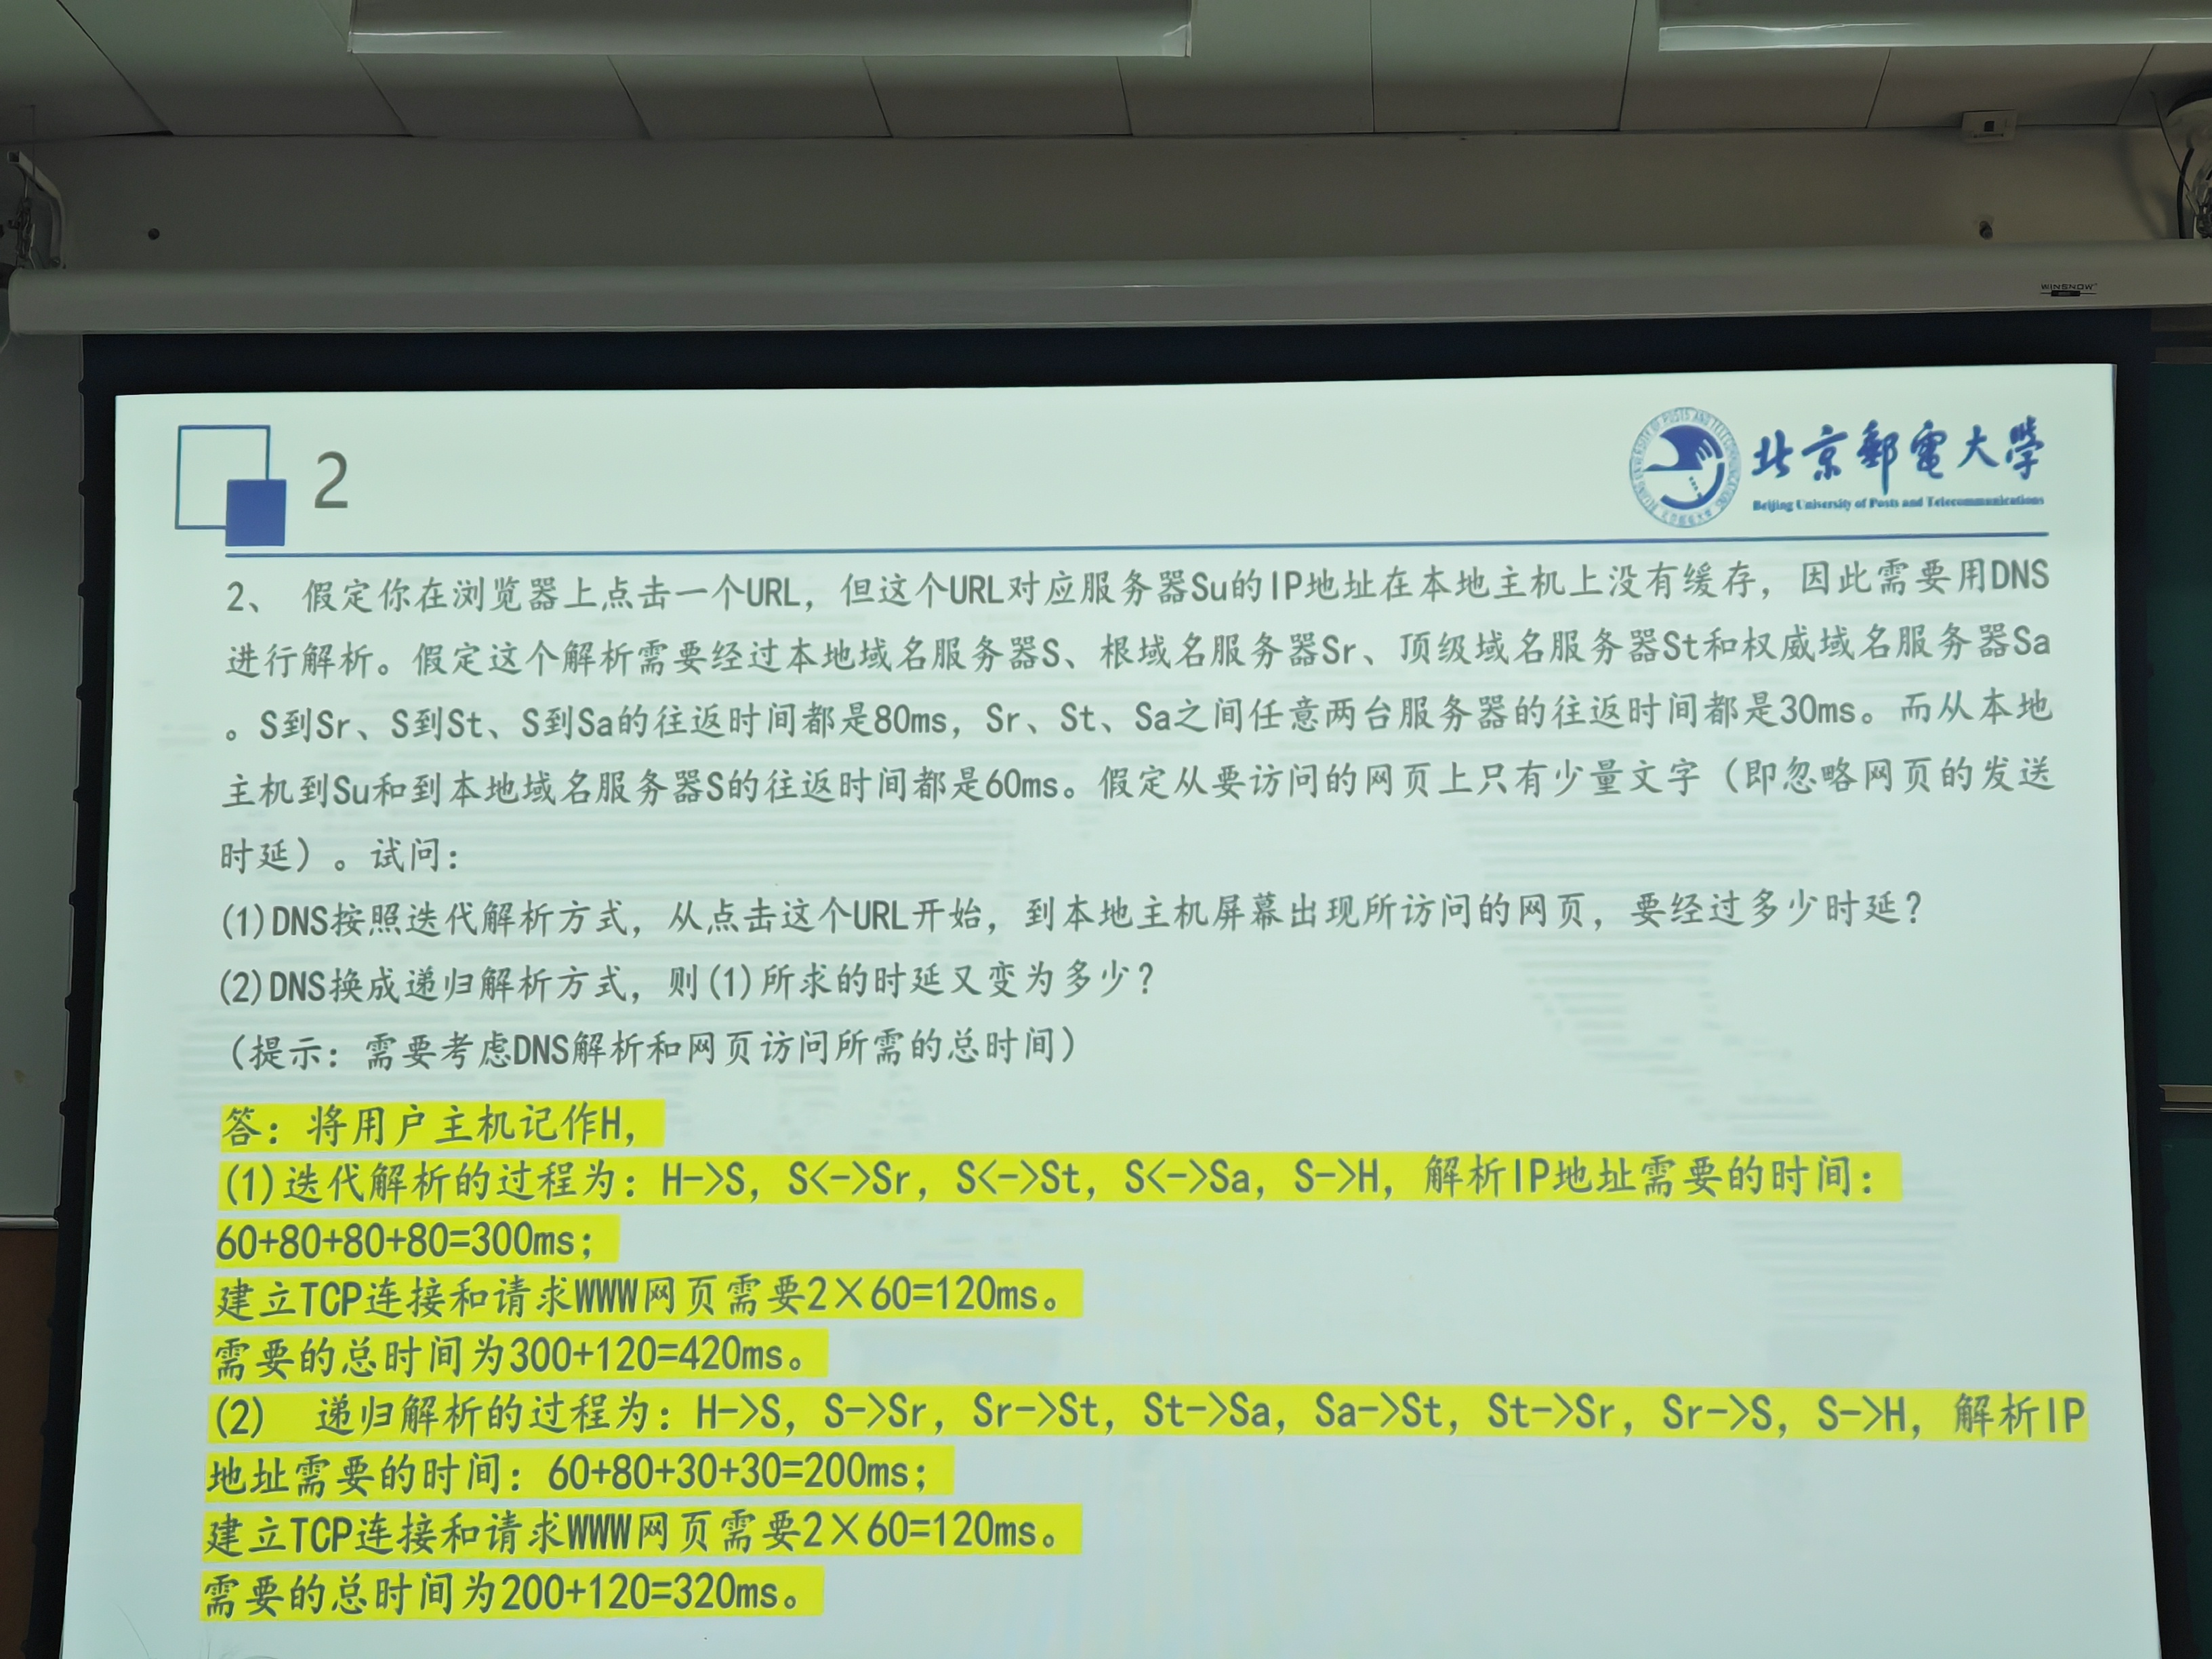 WINSNOW
2
北京邮电大学
Beijing University of Posts and Telecommunications
2、 假定你在浏览器上点击一个URL，但这个URL对应服务器Su的IP地址在本地主机上没有缓存，因此需要用DNS
进行解析。假定这个解析需要经过本地域名服务器S、根域名服务器Sr、顶级域名服务器St和权威域名服务器Sa
。S到Sr、S到St、S到Sa的往返时间都是80ms，Sr、St、Sa之间任意两台服务器的往返时间都是30ms。而从本地
主机到Su和到本地域名服务器S的往返时间都是60ms。假定从要访问的网页上只有少量文字（即忽略网页的发送
时延）。试问：
(1)DNS按照迭代解析方式，从点击这个URL开始，到本地主机屏幕出现所访问的网页，要经过多少时延？
(2)DNS换成递归解析方式，则(1)所求的时延又变为多少？
（提示：需要考虑DNS解析和网页访问所需的总时间）
答：将用户主机记作H，
(1)迭代解析的过程为：H->S，S<->Sr，S<->St，S<->Sa，S->H，解析IP地址需要的时间：
60+80+80+80=300ms；
建立TCP连接和请求WWW网页需要2×60=120ms。
需要的总时间为300+120=420ms。
(2) 递归解析的过程为：H->S，S->Sr，Sr->St，St->Sa，Sa->St，St->Sr，Sr->S，S->H，解析IP
地址需要的时间：60+80+30+30=200ms；
建立TCP连接和请求WWW网页需要2×60=120ms。
需要的总时间为200+120=320ms。